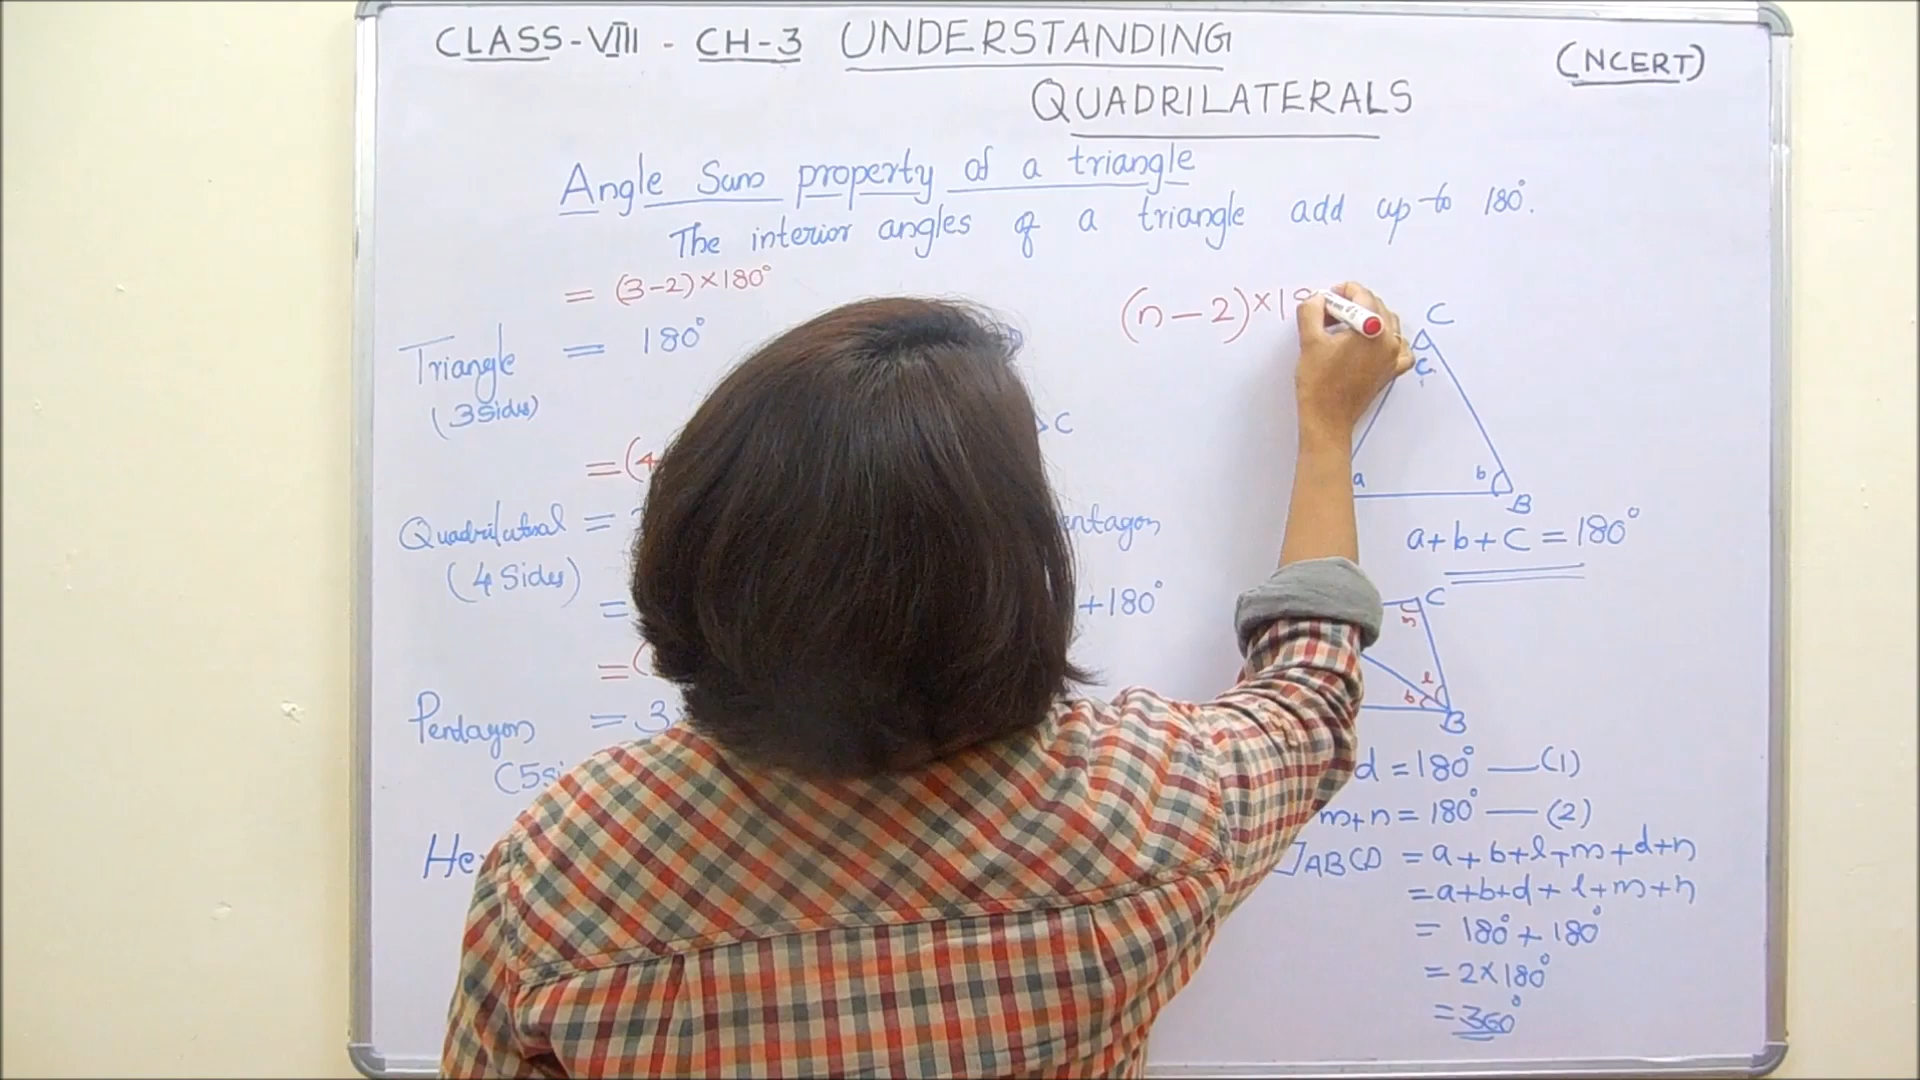 CLASS-VIII - CH-3 UNDERSTANDING
QUADRILATERALS
(NCERT)
Angle Sum property of a triangle
The interior angles of a triangle add up to 180°.
= (3-2)×180°
Triangle = 180°
(3 Sides)
=(4
Quadrilateral =
(4 Sides)
=
=(
Pentagon = 3
(5si
He
C
entagon
+180°
(n-2)×18
C
C
a
b
B
a+b+c=180°
C
m
l
b
B
d = 180° —(1)
m+n = 180° — (2)
ABCD = a+b+l+m+d+n
= a+b+d+l+m+n
= 180°+180°
= 2×180°
= 360°